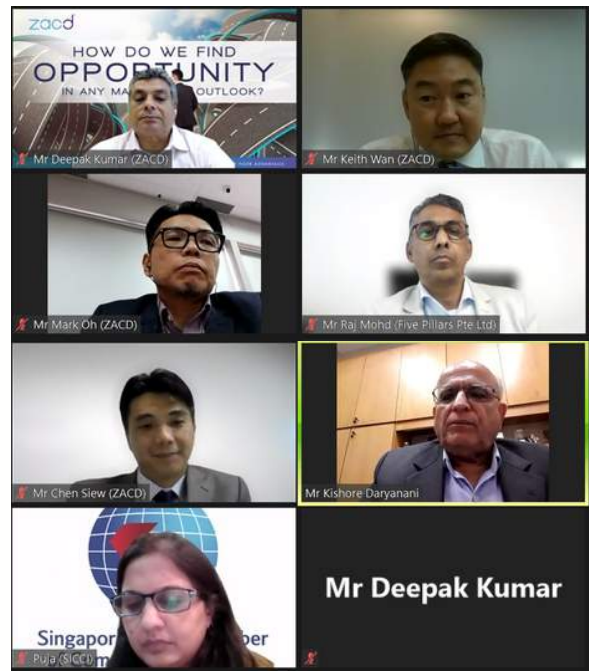 zacd
HOW DO WE FIND
OPPORTUNITY
IN ANY MA OUTLOOK?
Mr Deepak Kumar (ZACD)
Mr Keith Wan (ZACD)
Mr Mark Oh (ZACD)
Mr Raj Mohd (Five Pillars Pte Ltd)
Mr Chen Siew (ZACD)
Mr Kishore Daryanani
Singapor ber
Puja (SICCI)
Mr Deepak Kumar